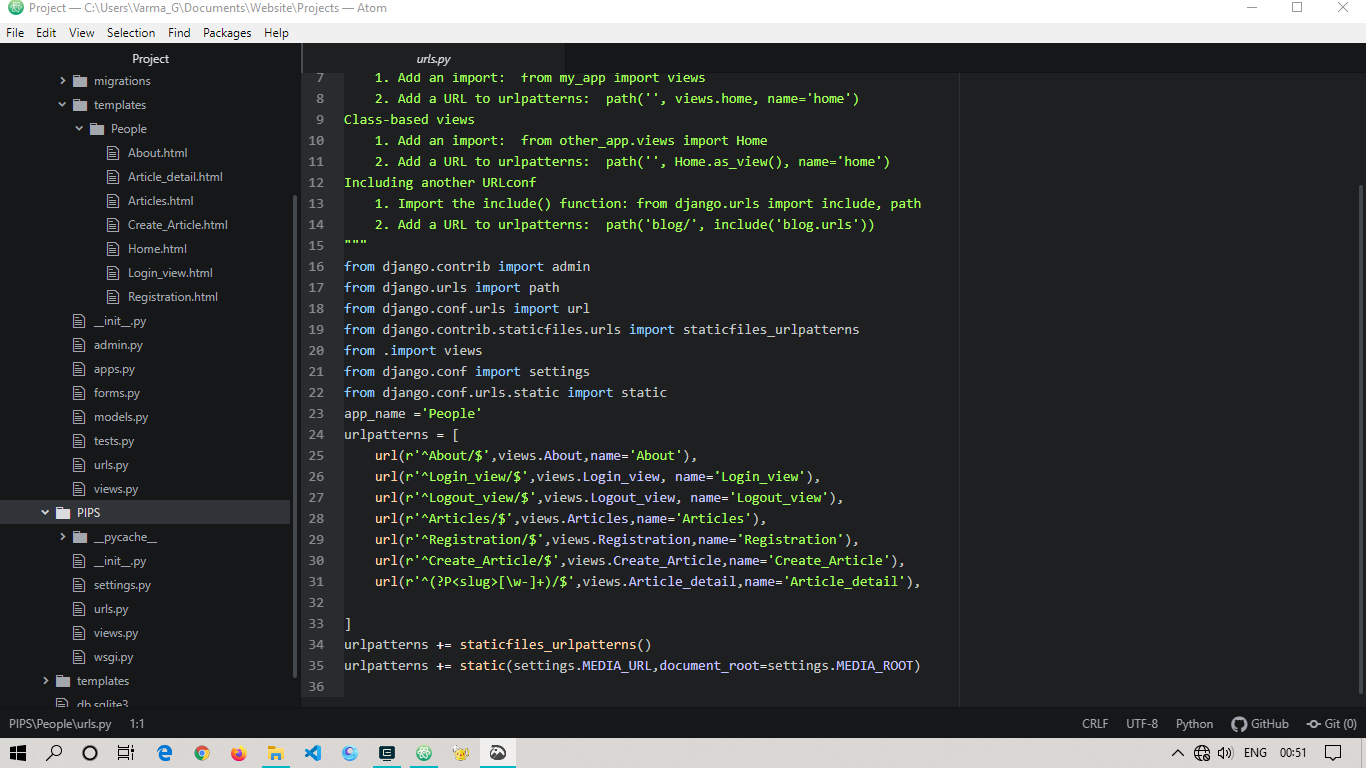 Project — C:\Users\Varma_G\Documents\Website\Projects — Atom
File Edit View Selection Find Packages Help
Project
migrations
templates
People
About.html
Article_detail.html
Articles.html
Create_Article.html
Home.html
Login_view.html
Registration.html
__init__.py
admin.py
apps.py
forms.py
models.py
tests.py
urls.py
views.py
PIPS
__pycache__
__init__.py
settings.py
urls.py
views.py
wsgi.py
templates
db.sqlite3
urls.py
7 1. Add an import:  from my_app import views
8 2. Add a URL to urlpatterns:  path('', views.home, name='home')
9 Class-based views
10 1. Add an import:  from other_app.views import Home
11 2. Add a URL to urlpatterns:  path('', Home.as_view(), name='home')
12 Including another URLconf
13 1. Import the include() function: from django.urls import include, path
14 2. Add a URL to urlpatterns:  path('blog/', include('blog.urls'))
15 """
16 from django.contrib import admin
17 from django.urls import path
18 from django.conf.urls import url
19 from django.contrib.staticfiles.urls import staticfiles_urlpatterns
20 from .import views
21 from django.conf import settings
22 from django.conf.urls.static import static
23 app_name ='People'
24 urlpatterns = [
25 url(r'^About/$',views.About,name='About'),
26 url(r'^Login_view/$',views.Login_view, name='Login_view'),
27 url(r'^Logout_view/$',views.Logout_view, name='Logout_view'),
28 url(r'^Articles/$',views.Articles,name='Articles'),
29 url(r'^Registration/$',views.Registration,name='Registration'),
30 url(r'^Create_Article/$',views.Create_Article,name='Create_Article'),
31 url(r'^(?P<slug>[\w-]+)/$',views.Article_detail,name='Article_detail'),
32
33 ]
34 urlpatterns += staticfiles_urlpatterns()
35 urlpatterns += static(settings.MEDIA_URL,document_root=settings.MEDIA_ROOT)
36
PIPS\People\urls.py 1:1 CRLF UTF-8 Python GitHub Git (0)
ENG 00:51